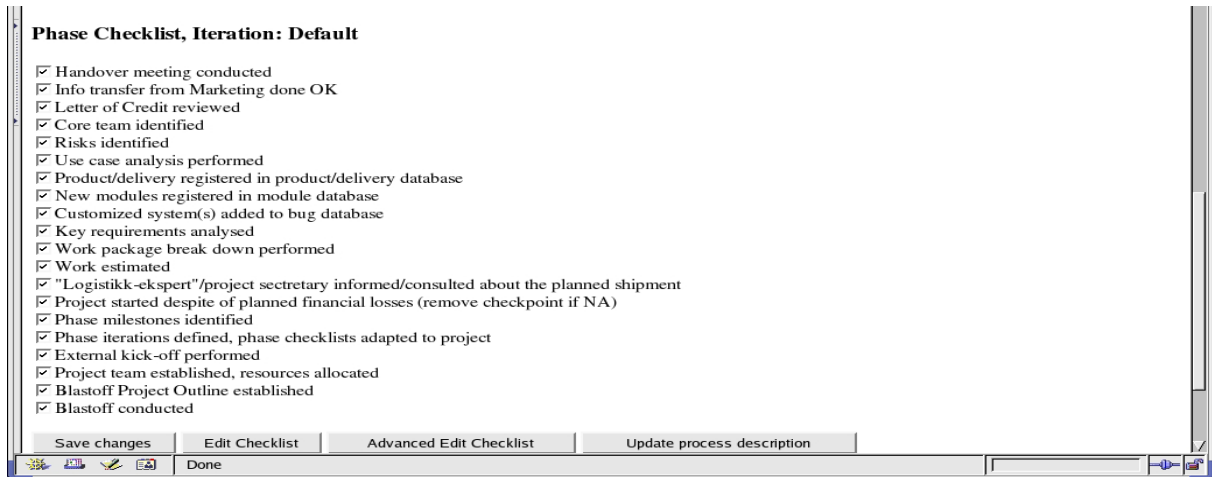 Phase Checklist, Iteration: Default
Handover meeting conducted
Info transfer from Marketing done OK
Letter of Credit reviewed
Core team identified
Risks identified
Use case analysis performed
Product/delivery registered in product/delivery database
New modules registered in module database
Customized system(s) added to bug database
Key requirements analysed
Work package break down performed
Work estimated
"Logistikk-ekspert"/project sectretary informed/consulted about the planned shipment
Project started despite of planned financial losses (remove checkpoint if NA)
Phase milestones identified
Phase iterations defined, phase checklists adapted to project
External kick-off performed
Project team established, resources allocated
Blastoff Project Outline established
Blastoff conducted
Save changes Edit Checklist Advanced Edit Checklist Update process description
Done